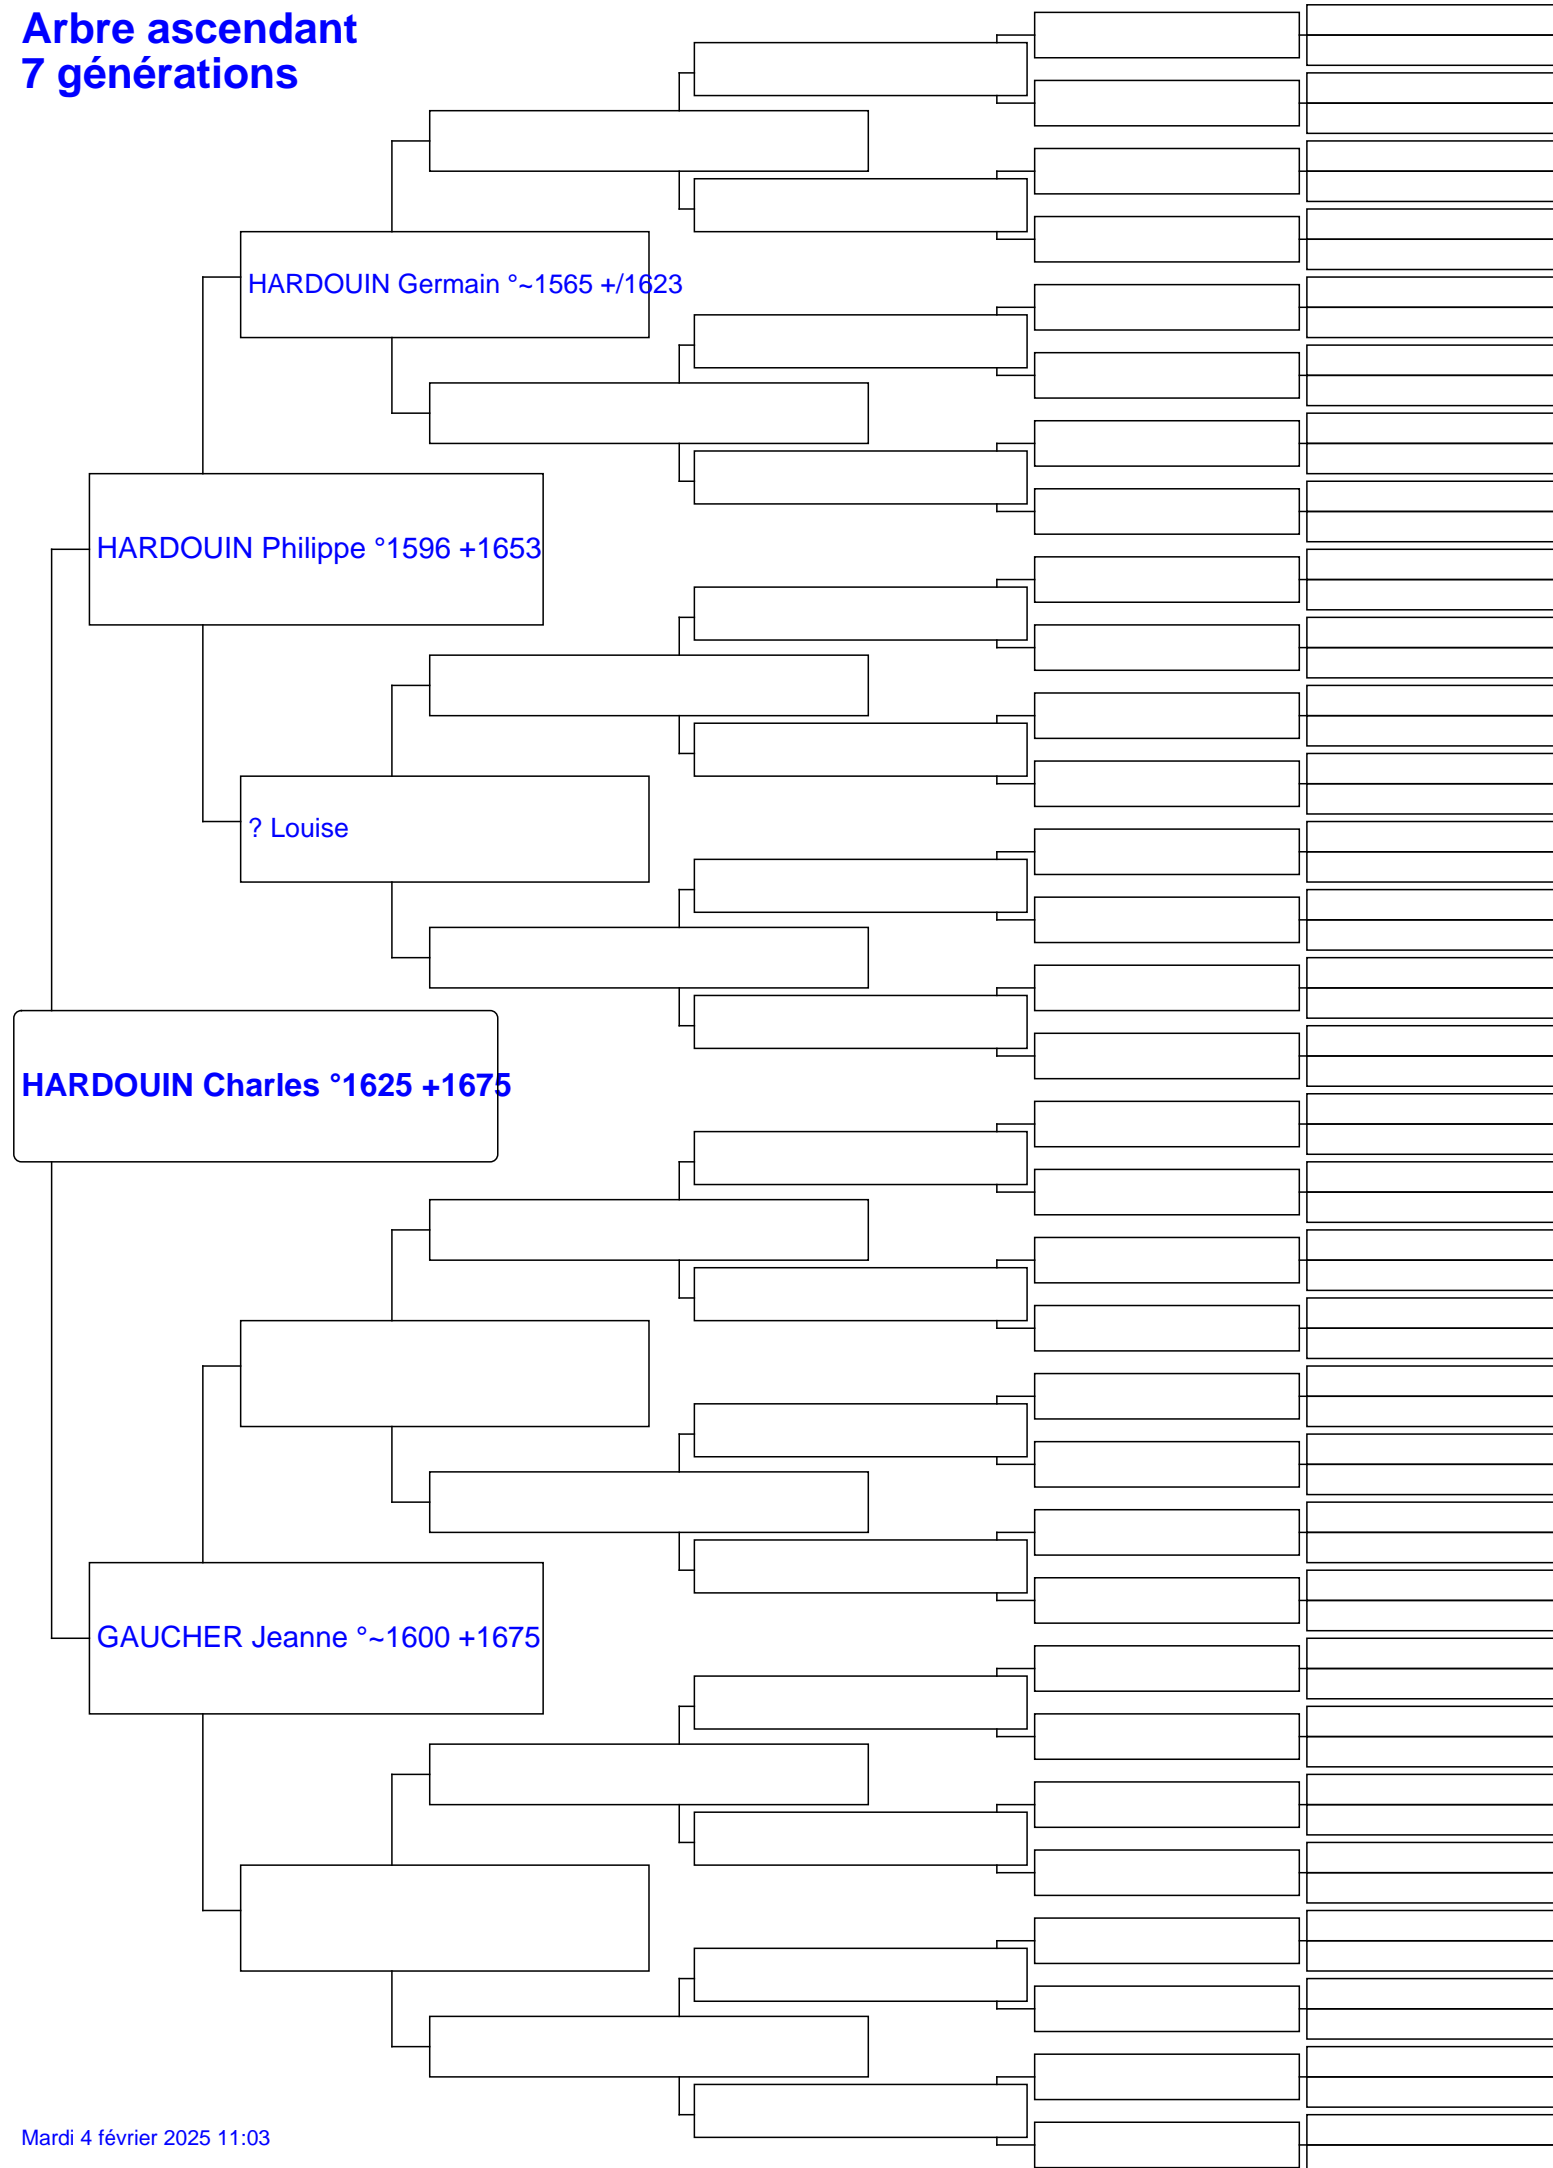 Arbre ascendant
7 générations
HARDOUIN Germain °~1565 +/1623
HARDOUIN Philippe °1596 +1653
? Louise
HARDOUIN Charles °1625 +1675
GAUCHER Jeanne °~1600 +1675
Mardi 4 février 2025 11:03